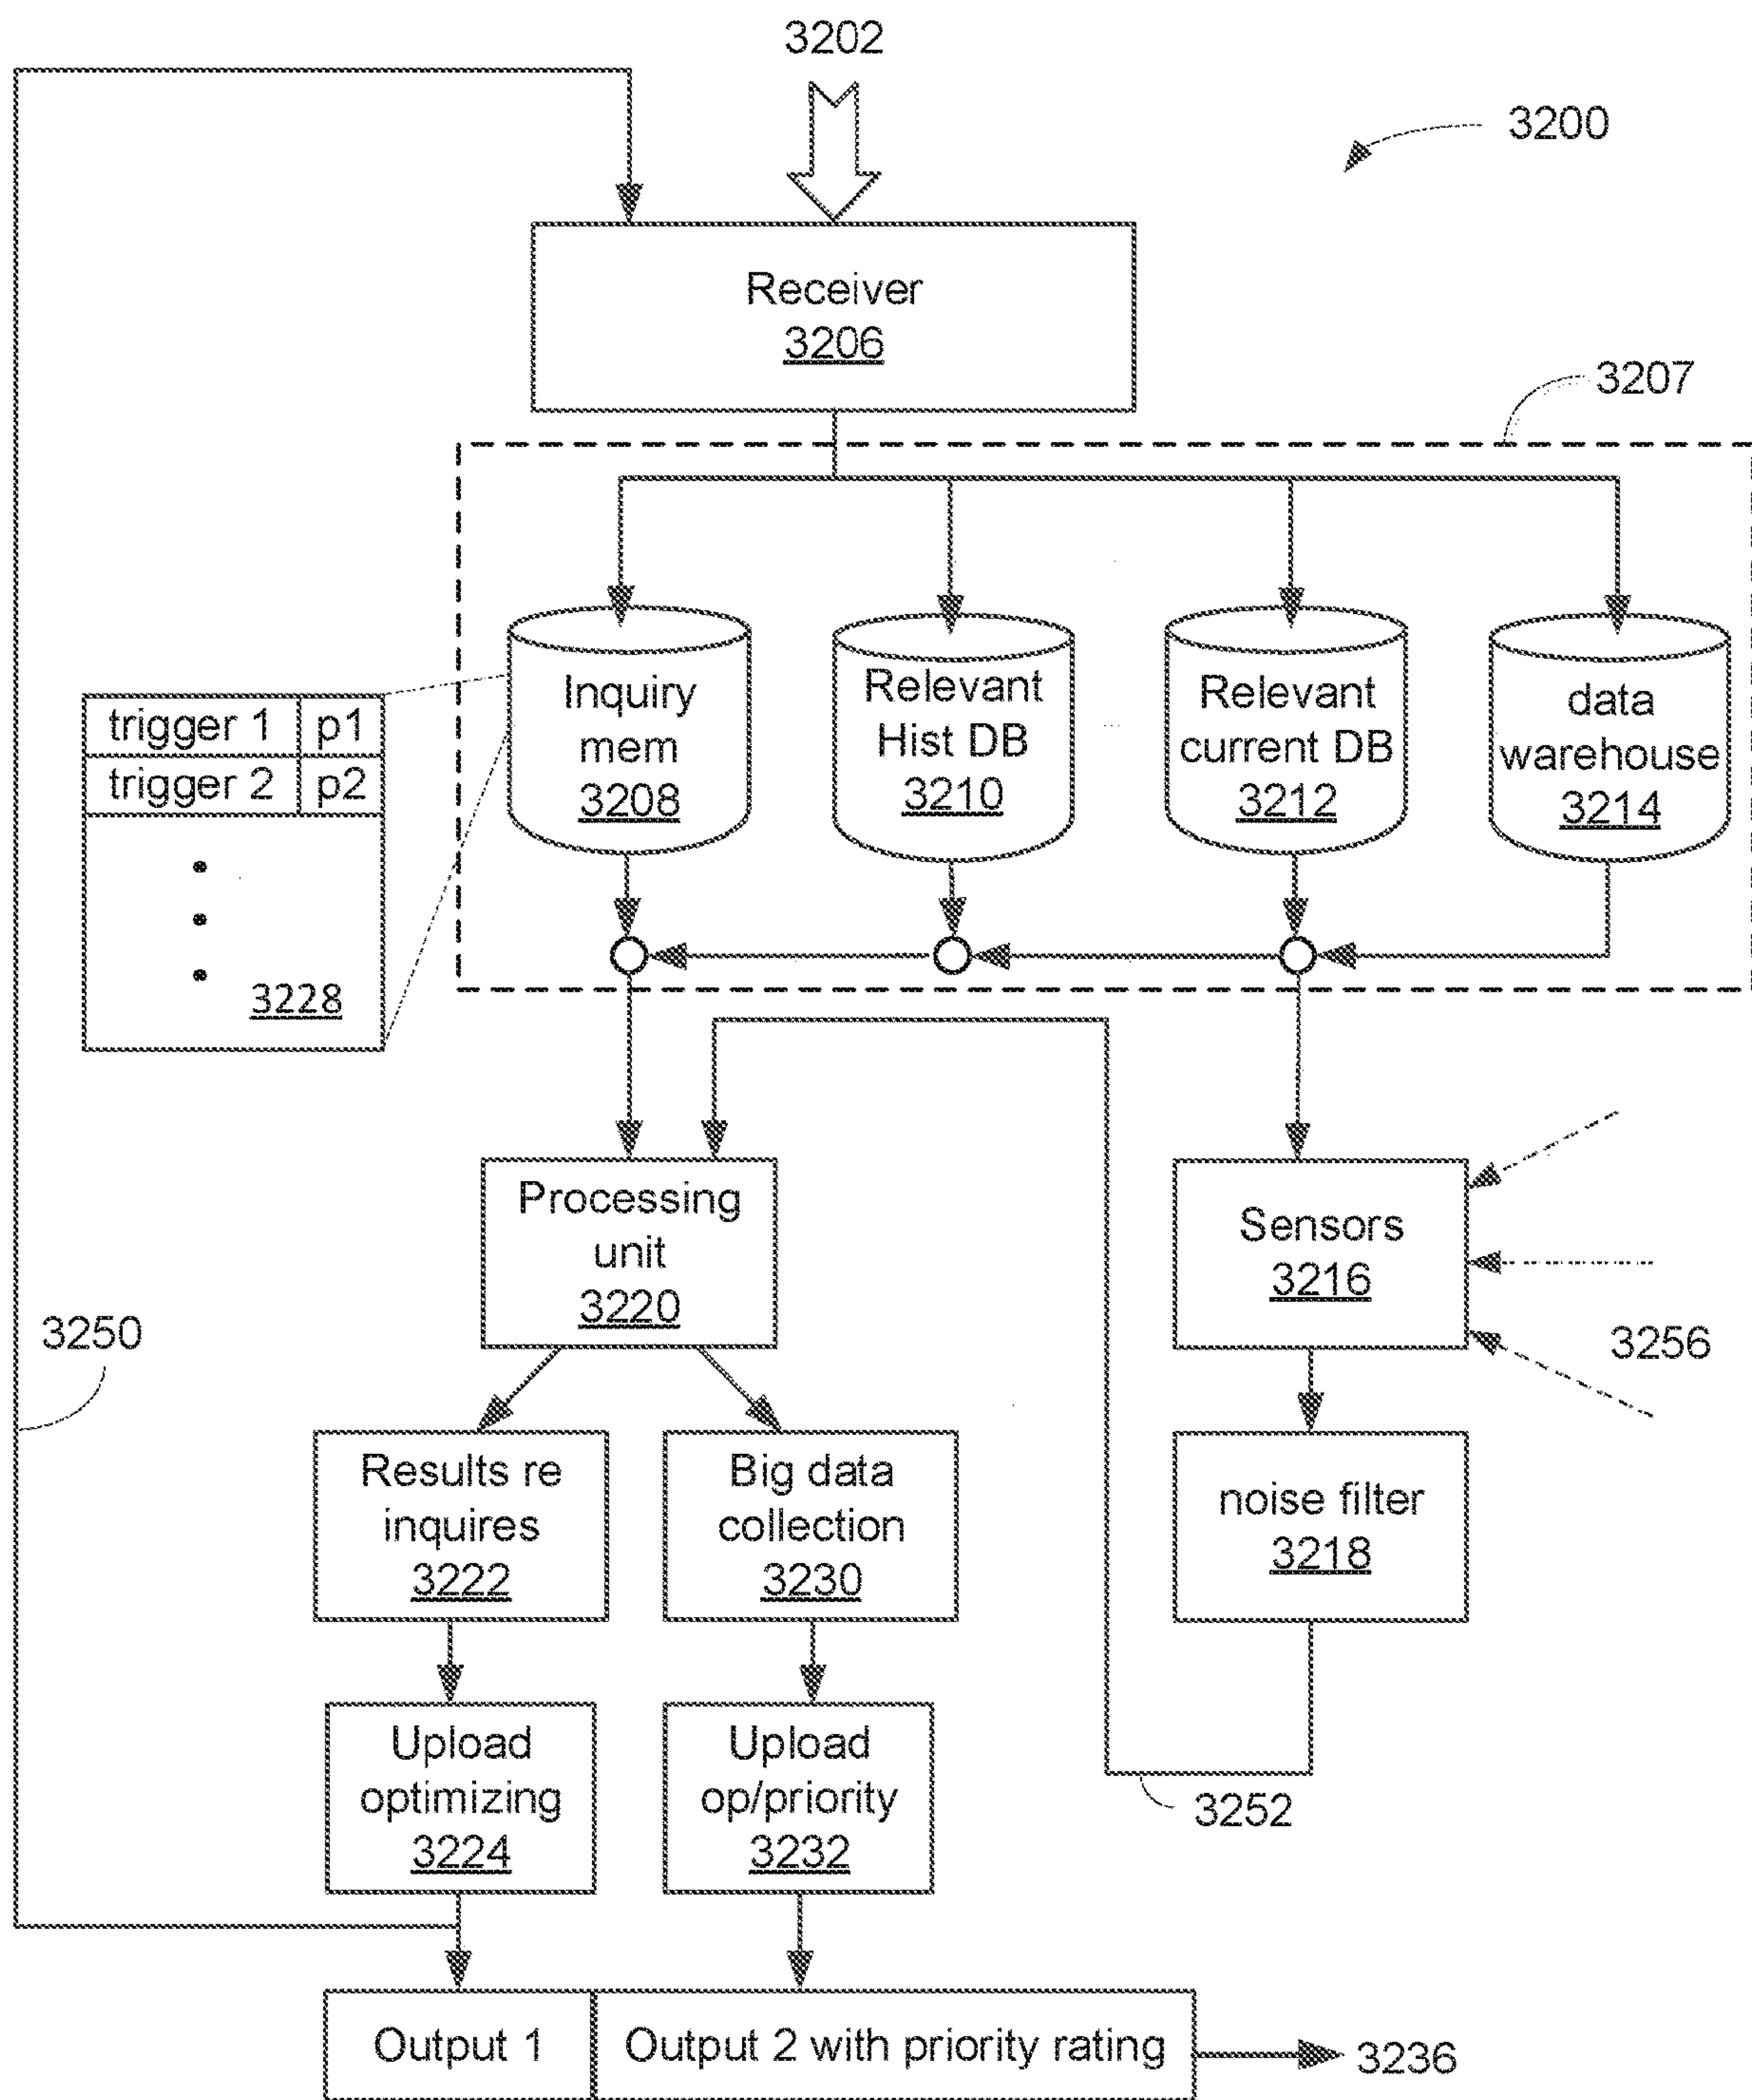 3202
3200
Receiver
3206
3207
Inquiry
mem
3208
Relevant
Hist DB
3210
Relevant
current DB
3212
data
warehouse
3214
trigger 1 p1
trigger 2 p2
3228
Processing
unit
3220
Sensors
3216
3256
3250
Results re
inquires
3222
Big data
collection
3230
noise filter
3218
Upload
optimizing
3224
Upload
op/priority
3232
3252
Output 1
Output 2 with priority rating
3236